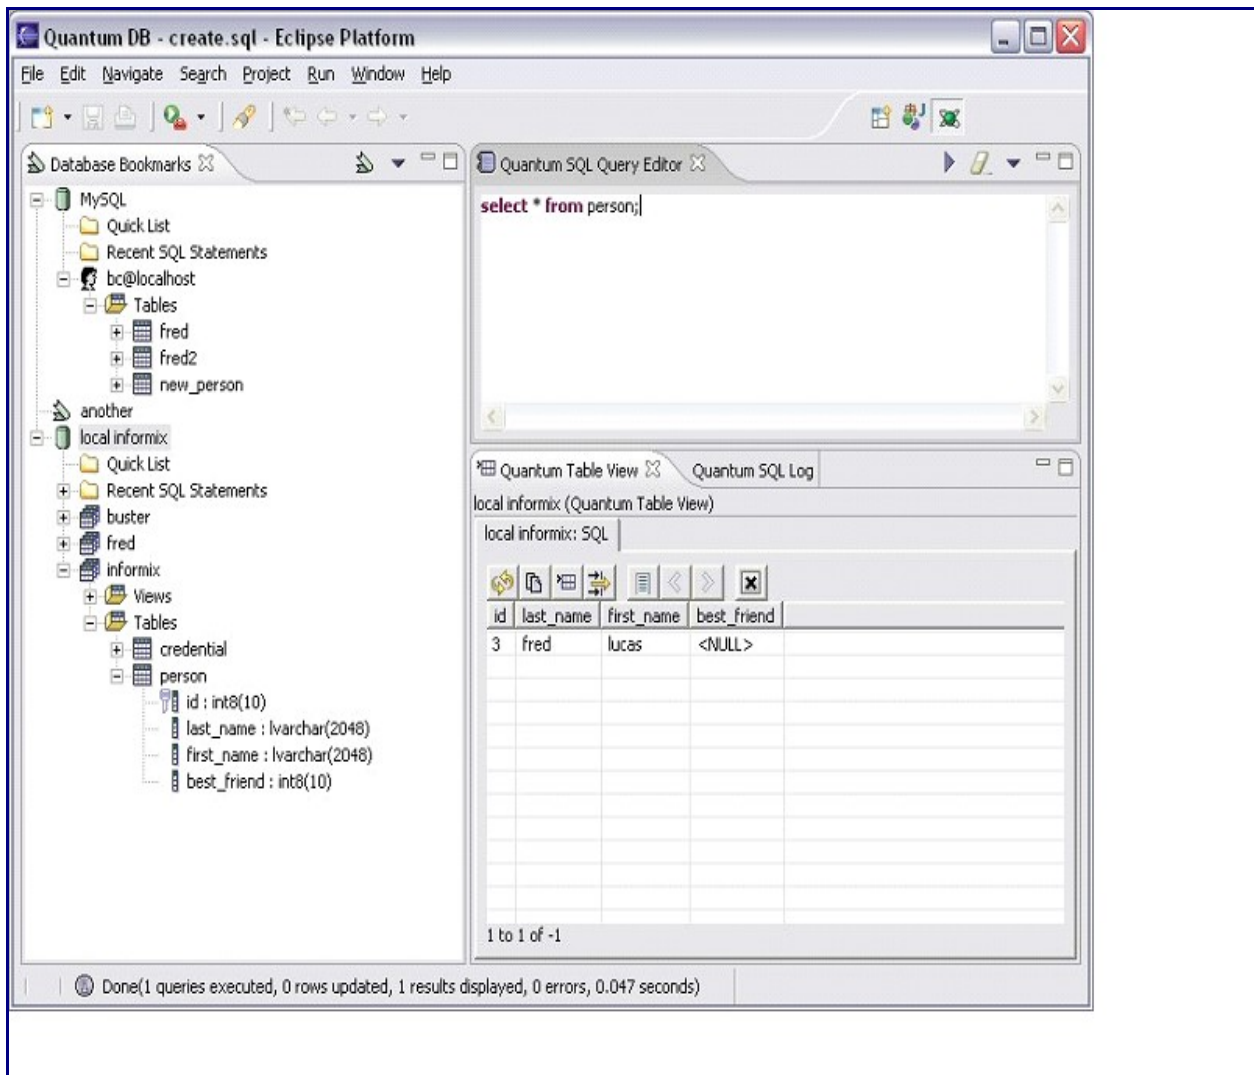 Quantum DB - create.sql - Eclipse Platform
File Edit Navigate Search Project Run Window Help
Database Bookmarks
MySQL
Quick List
Recent SQL Statements
bc@localhost
Tables
fred
fred2
new_person
another
local informix
Quick List
Recent SQL Statements
buster
fred
informix
Views
Tables
credential
person
id : int8(10)
last_name : lvarchar(2048)
first_name : lvarchar(2048)
best_friend : int8(10)
Quantum SQL Query Editor
select * from person;
Quantum Table View Quantum SQL Log
local informix (Quantum Table View)
local informix: SQL
id last_name first_name best_friend
3 fred lucas <NULL>
1 to 1 of -1
Done(1 queries executed, 0 rows updated, 1 results displayed, 0 errors, 0.047 seconds)